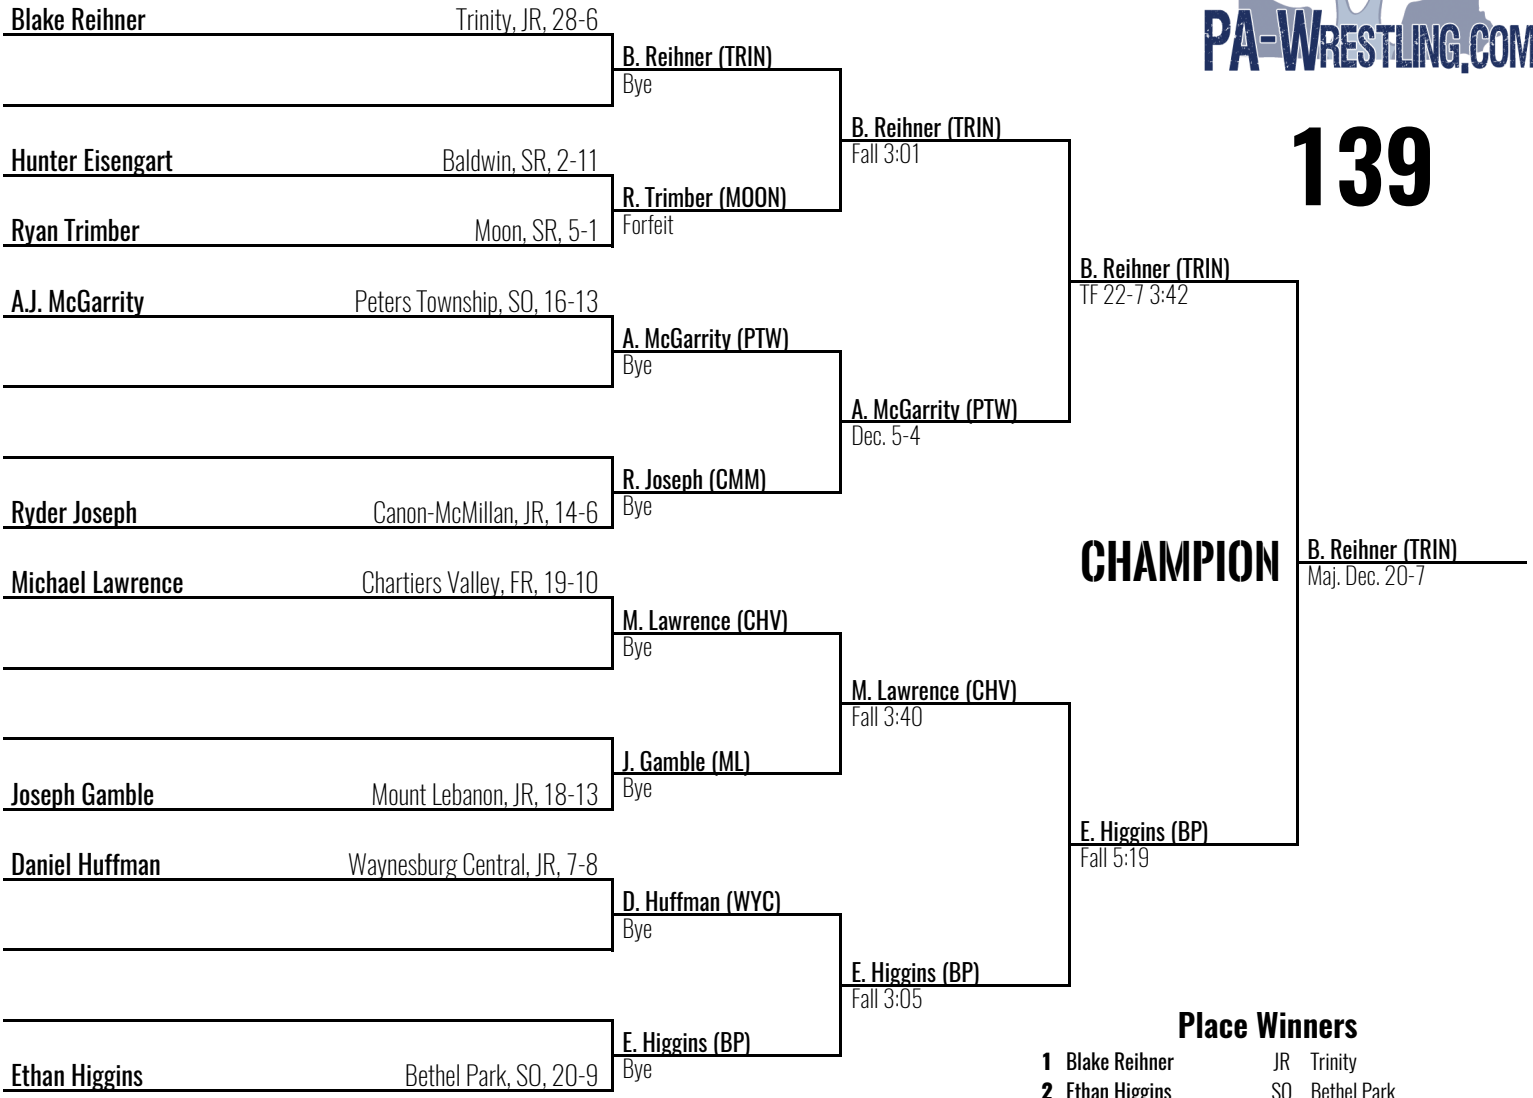 Blake Reihner Trinity, JR, 28-6
Hunter Eisengart Baldwin, SR, 2-11
Ryan Trimber Moon, SR, 5-1
A.J. McGarrity Peters Township, SO, 16-13
Ryder Joseph Canon-McMillan, JR, 14-6
Michael Lawrence Chartiers Valley, FR, 19-10
Joseph Gamble Mount Lebanon, JR, 18-13
Daniel Huffman Waynesburg Central, JR, 7-8
Ethan Higgins Bethel Park, SO, 20-9
B. Reihner (TRIN)
Bye
R. Trimber (MOON)
Forfeit
A. McGarrity (PTW)
Bye
R. Joseph (CMM)
Bye
M. Lawrence (CHV)
Bye
J. Gamble (ML)
Bye
D. Huffman (WYC)
Bye
E. Higgins (BP)
Bye
B. Reihner (TRIN)
Fall 3:01
A. McGarrity (PTW)
Dec. 5-4
M. Lawrence (CHV)
Fall 3:40
E. Higgins (BP)
Fall 3:05
B. Reihner (TRIN)
TF 22-7 3:42
E. Higgins (BP)
Fall 5:19
CHAMPION
B. Reihner (TRIN)
Maj. Dec. 20-7
PA-WRESTLING.COM
139
Place Winners
1 Blake Reihner JR Trinity
2 Ethan Higgins SO Bethel Park